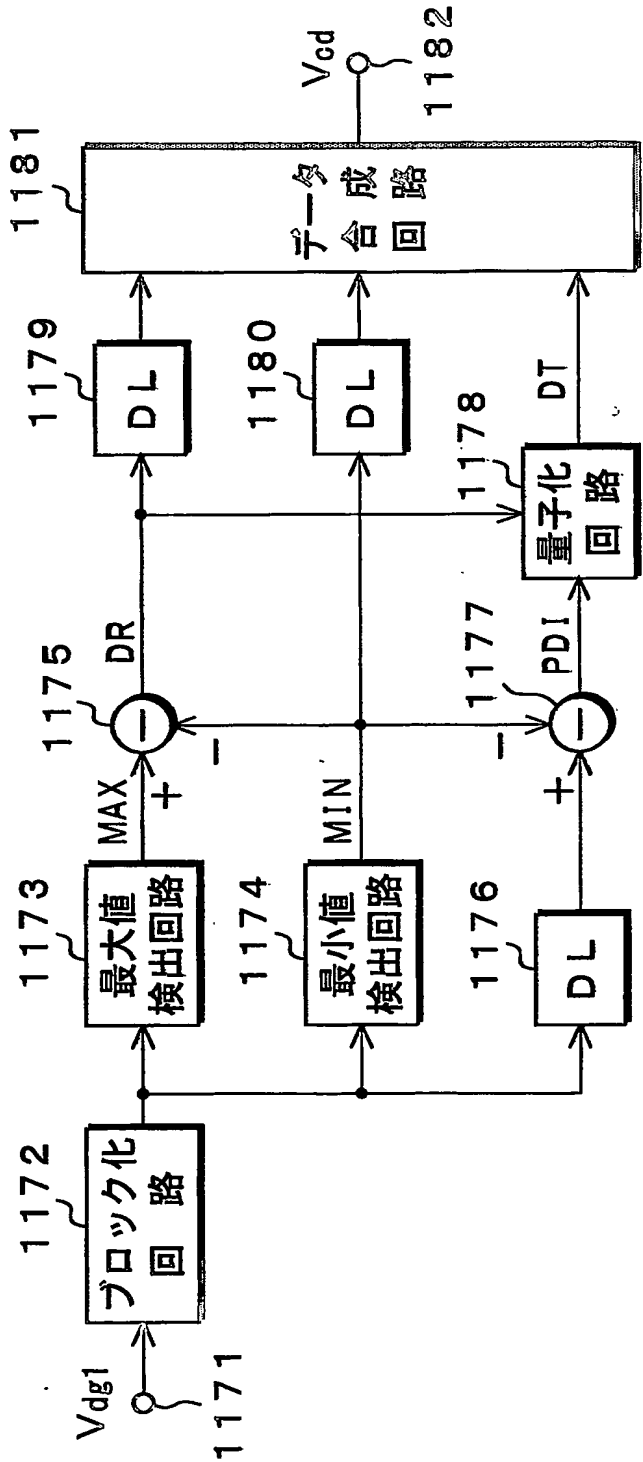 Vdg1
1171
1172
ブロック化
回 路
1173
最大値
検出回路
MAX
+
-
1175
−
DR
1179
DL
1174
最小値
検出回路
MIN
1180
DL
1176
DL
+
-
1177
−
PDI
1178
量子化
回 路
DT
1181
データ
合成
回路
Vcd
1182